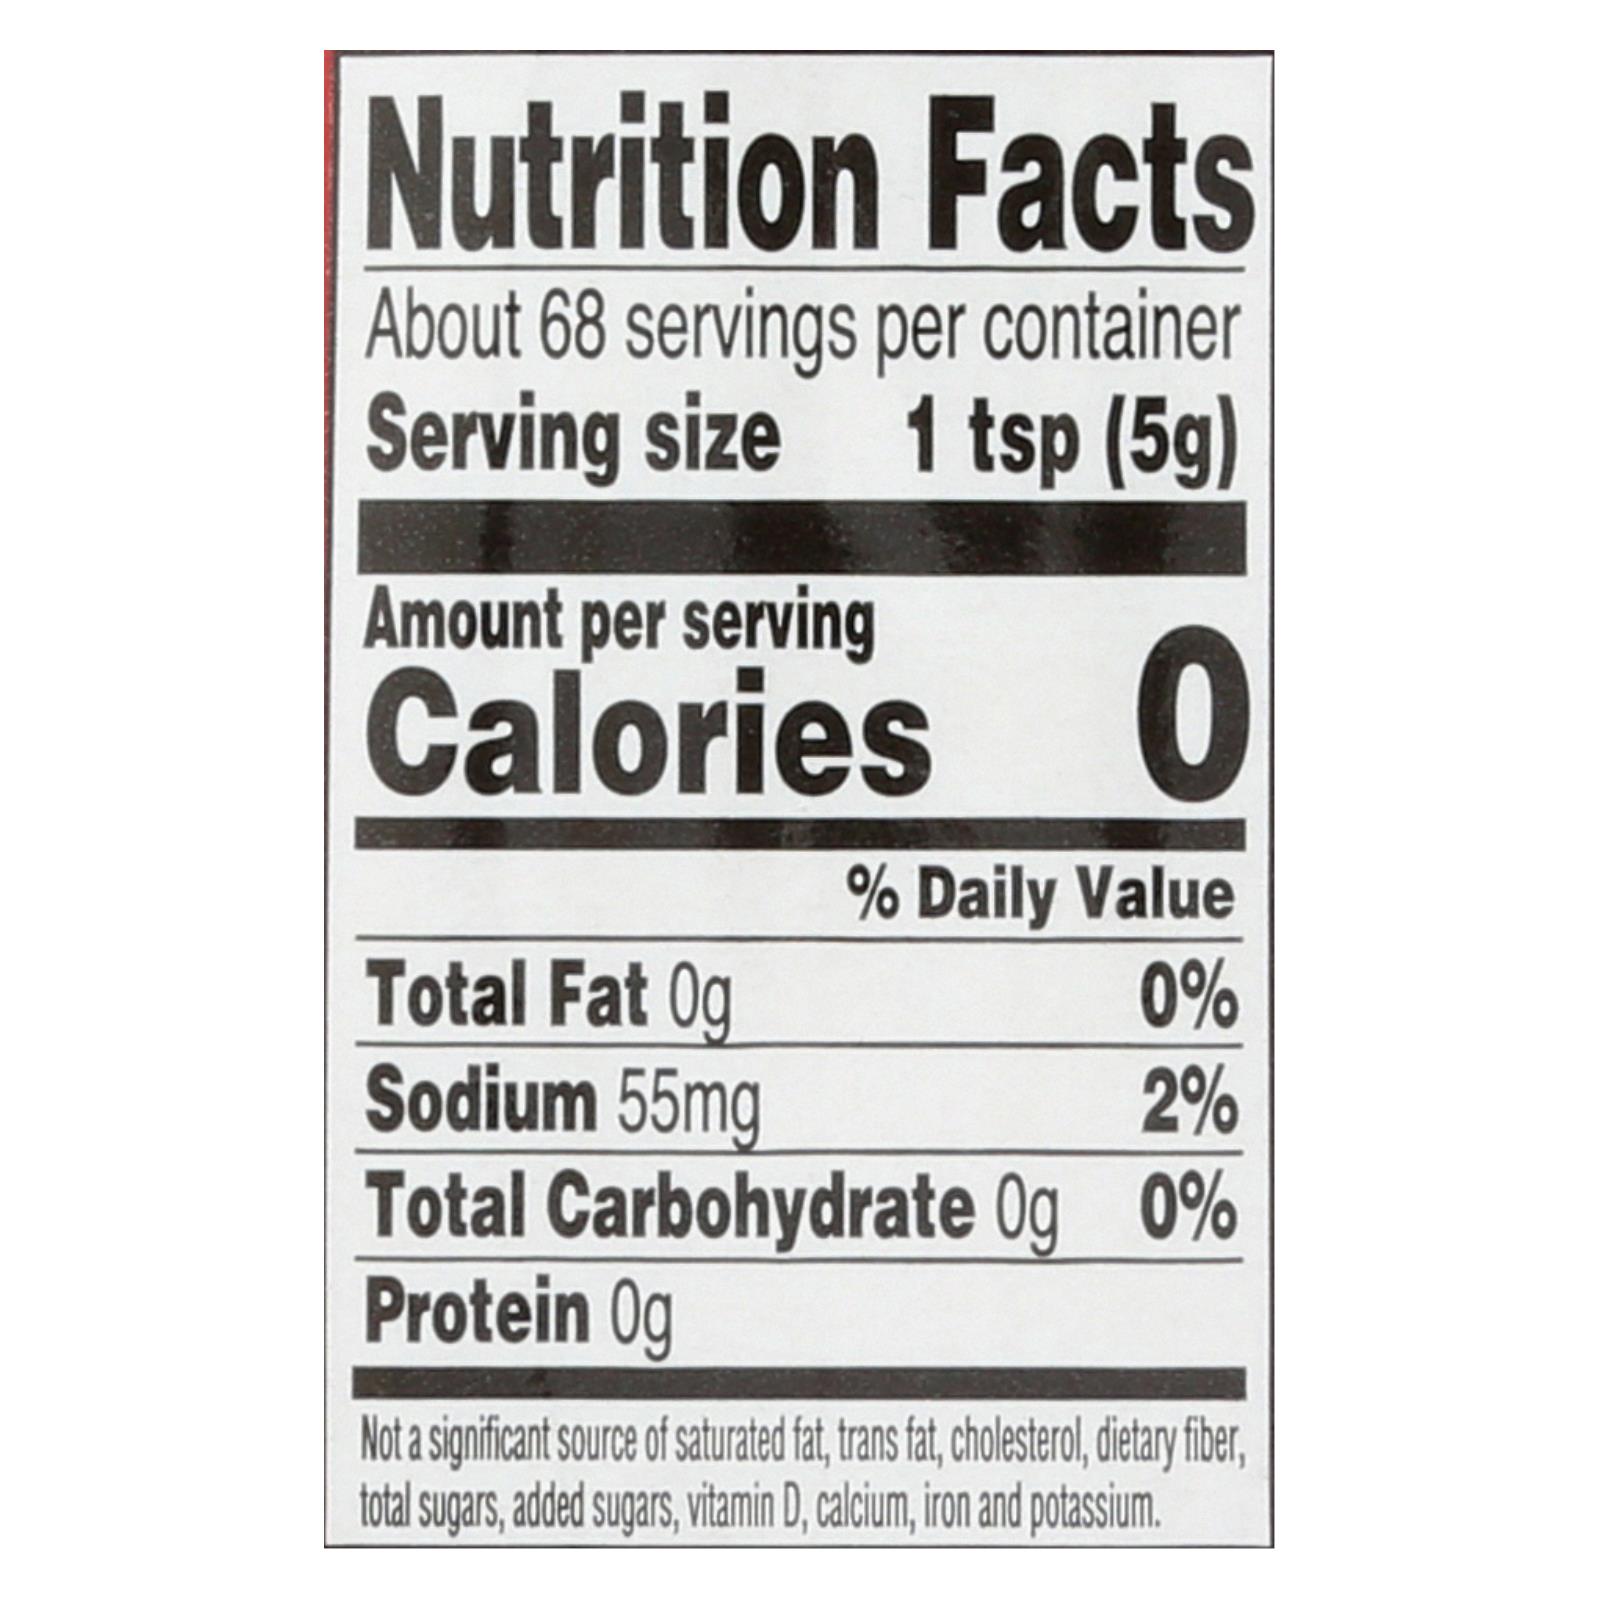 Nutrition Facts
About 68 servings per container
Serving size 1 tsp (5g)
Amount per serving
Calories 0
% Daily Value
Total Fat 0g 0%
Sodium 55mg 2%
Total Carbohydrate 0g 0%
Protein 0g
Not a significant source of saturated fat, trans fat, cholesterol, dietary fiber,
total sugars, added sugars, vitamin D, calcium, iron and potassium.